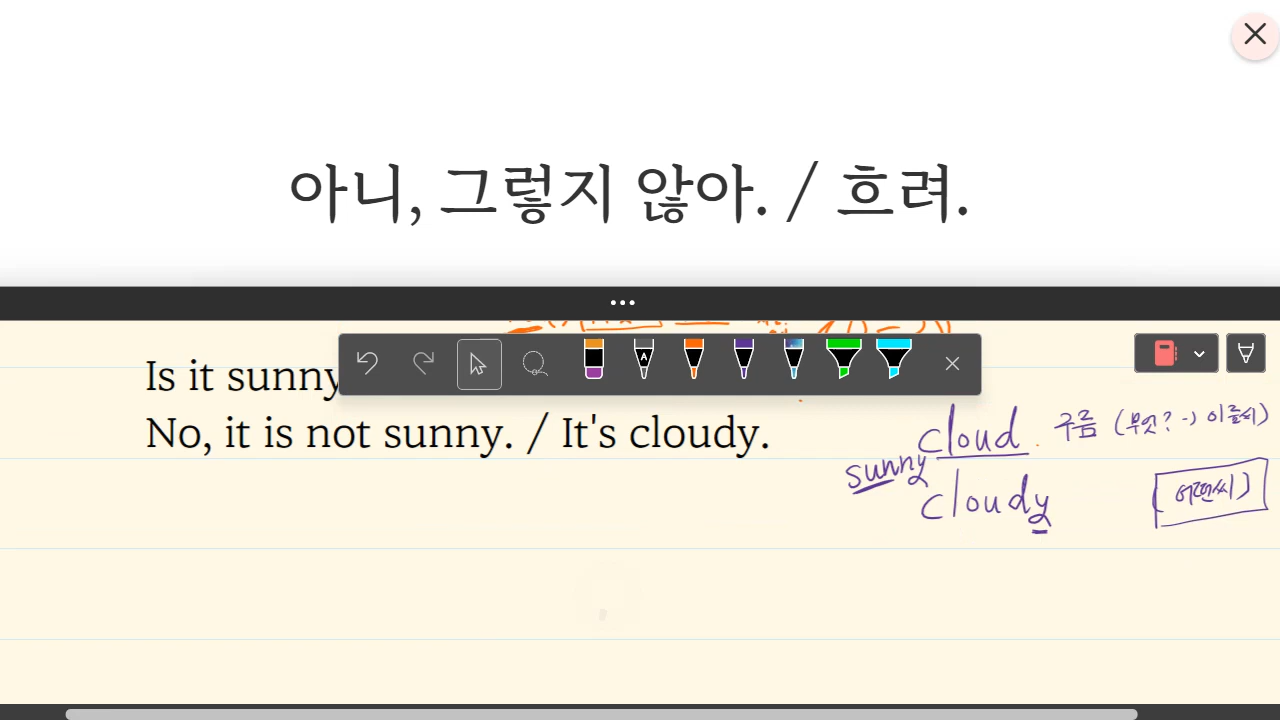 아니, 그렇지 않아. / 흐려.
Is it sunny
No, it is not sunny. / It's cloudy.
cloud 구름 (무엇? -> 이름씨)
sunny
cloudy (어떤씨)